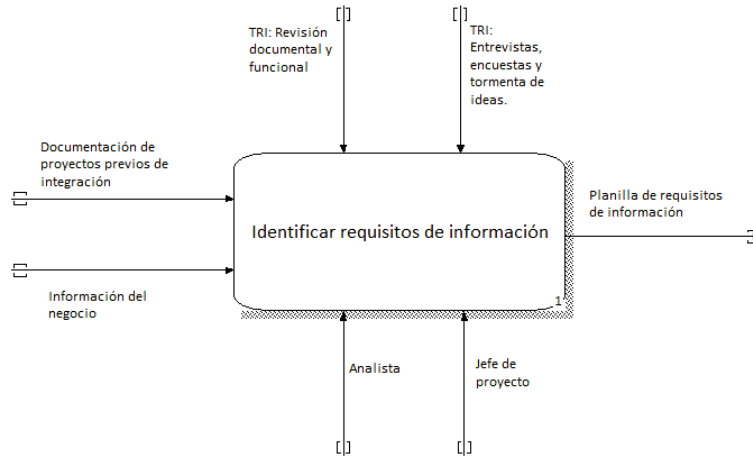 TRI: Revisión
documental y
funcional
TRI:
Entrevistas,
encuestas y
tormenta de
ideas.
Documentación de
proyectos previos de
integración
Planilla de requisitos
de información
Identificar requisitos de información
Información del
negocio
1
Analista
Jefe de
proyecto